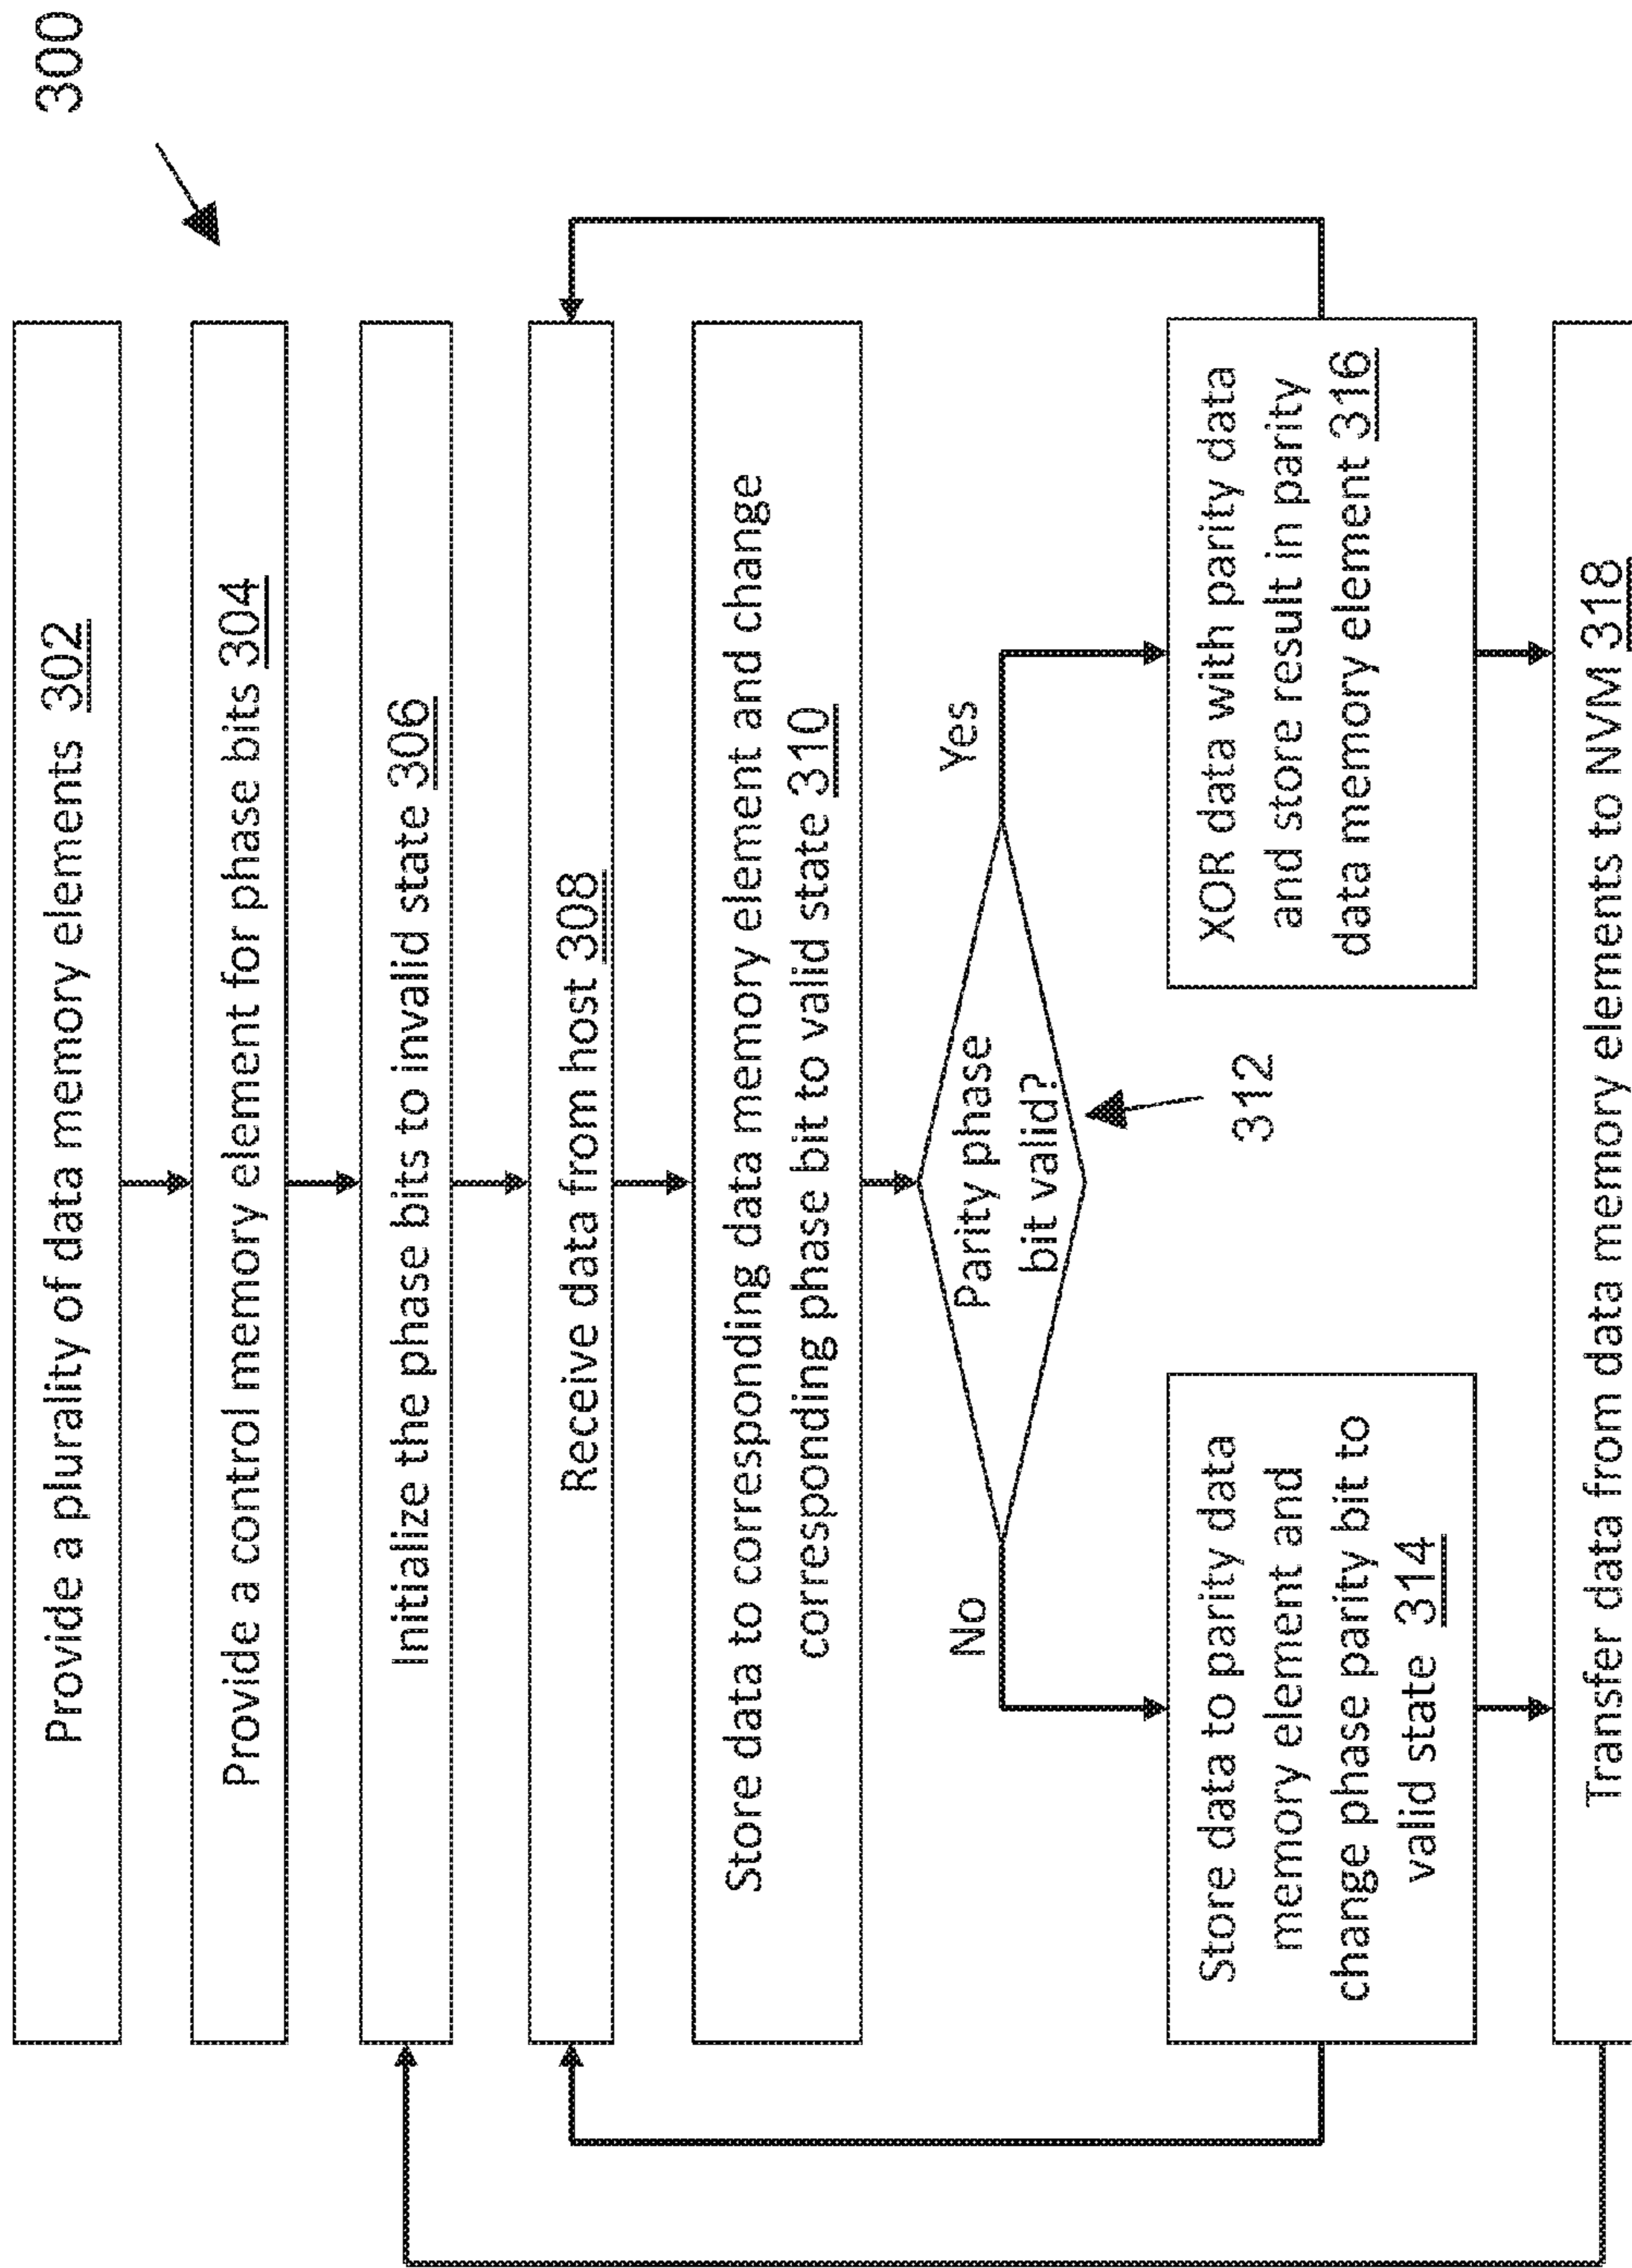 300
Provide a plurality of data memory elements 302
Provide a control memory element for phase bits 304
Initialize the phase bits to invalid state 306
Receive data from host 308
Store data to corresponding data memory element and change
corresponding phase bit to valid state 310
Parity phase
bit valid?
312
No
Yes
Store data to parity data
memory element and
change phase parity bit to
valid state 314
XOR data with parity data
and store result in parity
data memory element 316
Transfer data from data memory elements to NVM 318